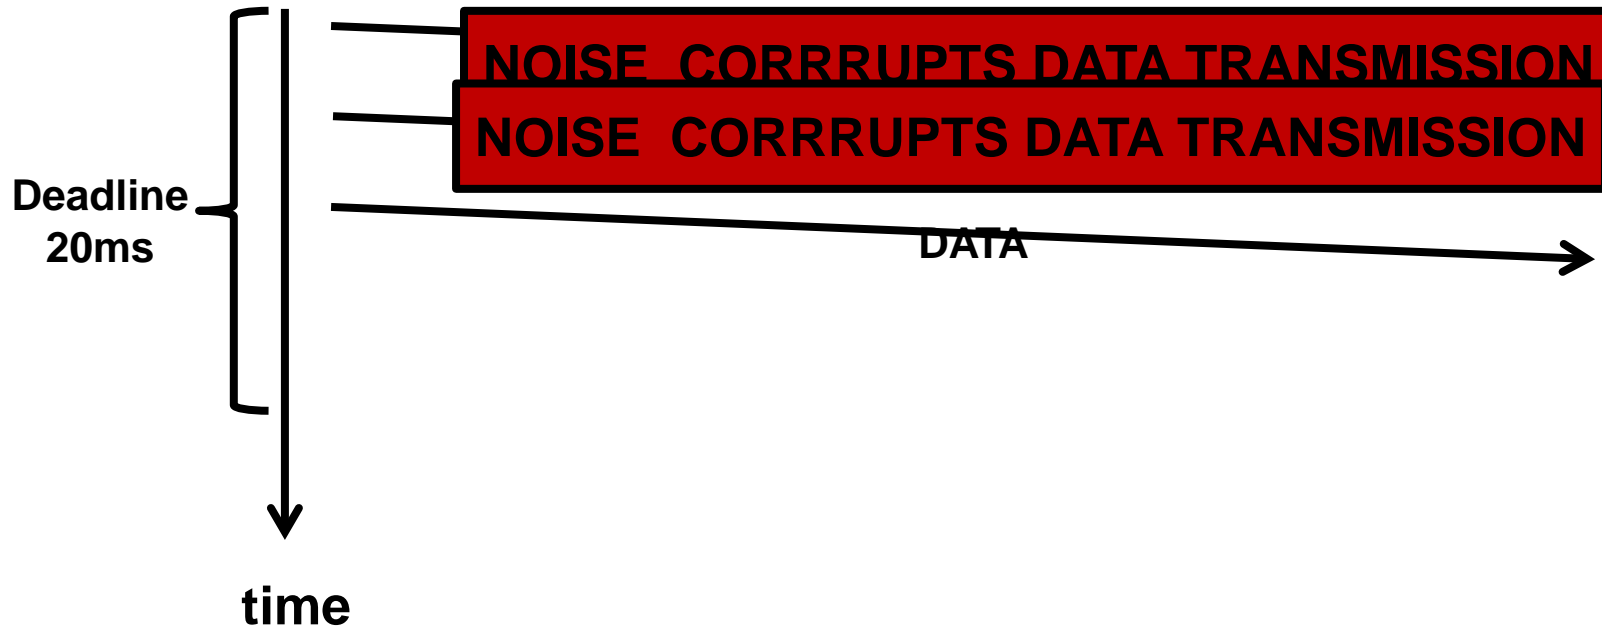 NOISE  CORRRUPTS DATA TRANSMISSION
NOISE  CORRRUPTS DATA TRANSMISSION
Deadline
20ms
DATA
time